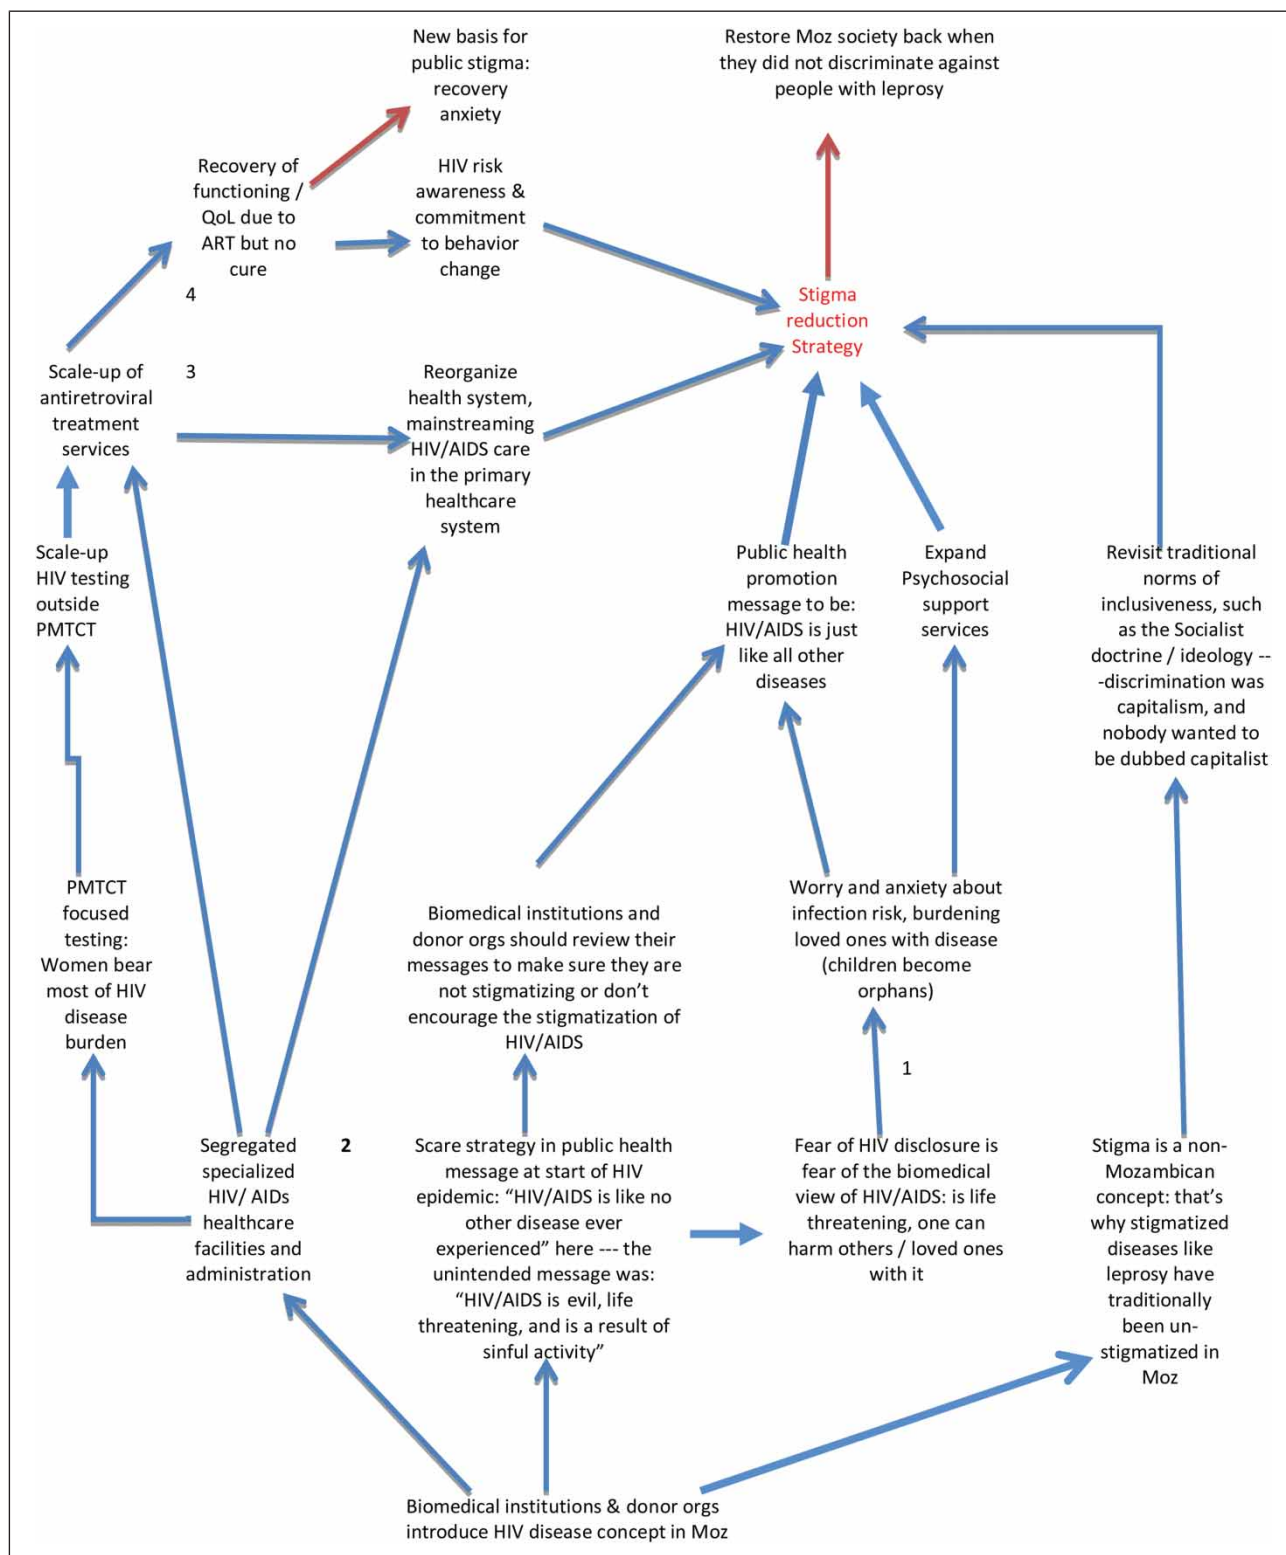 New basis for
public stigma:
recovery
anxiety
Restore Moz society back when
they did not discriminate against
people with leprosy
Recovery of
functioning /
QoL due to
ART but no
cure
HIV risk
awareness &
commitment
to behavior
change
4
Stigma
reduction
Strategy
Scale-up of
antiretroviral
treatment
services
3
Reorganize
health system,
mainstreaming
HIV/AIDS care
in the primary
healthcare
system
Scale-up
HIV testing
outside
PMTCT
Public health
promotion
message to be:
HIV/AIDS is just
like all other
diseases
Expand
Psychosocial
support
services
Revisit traditional
norms of
inclusiveness, such
as the Socialist
doctrine / ideology --
-discrimination was
capitalism, and
nobody wanted to
be dubbed capitalist
PMTCT
focused
testing:
Women bear
most of HIV
disease
burden
Biomedical institutions and
donor orgs should review their
messages to make sure they are
not stigmatizing or don’t
encourage the stigmatization of
HIV/AIDS
Worry and anxiety about
infection risk, burdening
loved ones with disease
(children become
orphans)
1
Segregated
specialized
HIV/ AIDs
healthcare
facilities and
administration
2
Scare strategy in public health
message at start of HIV
epidemic: “HIV/AIDS is like no
other disease ever
experienced” here --- the
unintended message was:
“HIV/AIDS is evil, life
threatening, and is a result of
sinful activity”
Fear of HIV disclosure is
fear of the biomedical
view of HIV/AIDS: is life
threatening, one can
harm others / loved ones
with it
Stigma is a non-
Mozambican
concept: that’s
why stigmatized
diseases like
leprosy have
traditionally
been un-
stigmatized in
Moz
Biomedical institutions & donor orgs
introduce HIV disease concept in Moz